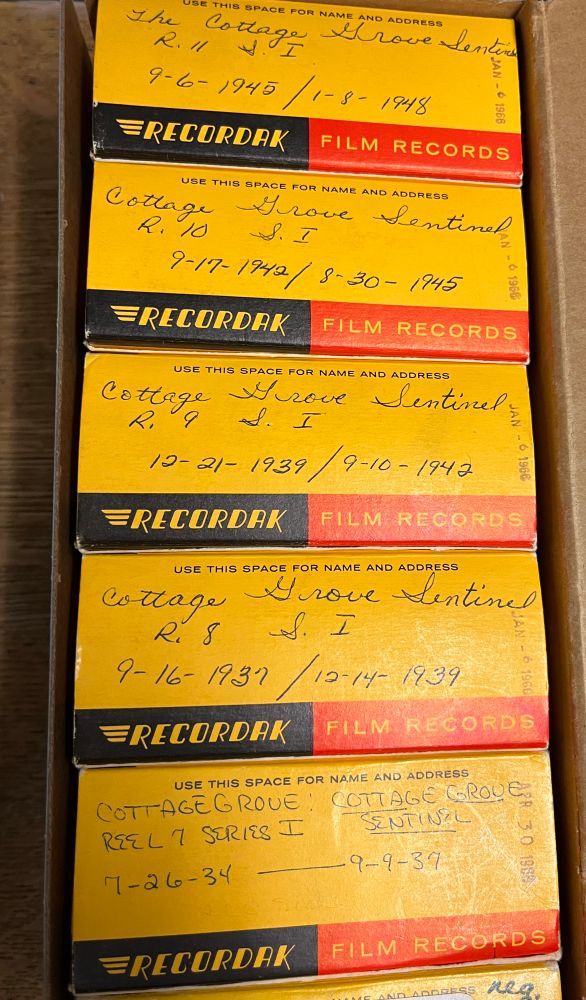 USE THIS SPACE FOR NAME AND ADDRESS
The Cottage Grove Sentinel
R. 11 S. I
9-6-1945 / 1-8-1948
JAN - 6 1966
RECORDAK FILM RECORDS
USE THIS SPACE FOR NAME AND ADDRESS
Cottage Grove Sentinel
R. 10 S. I
9-17-1942 / 8-30-1945
JAN - 6 1966
RECORDAK FILM RECORDS
USE THIS SPACE FOR NAME AND ADDRESS
Cottage Grove Sentinel
R. 9 S. I
12-21-1939 / 9-10-1942
JAN - 6 1966
RECORDAK FILM RECORDS
USE THIS SPACE FOR NAME AND ADDRESS
Cottage Grove Sentinel
R. 8 S. I
9-16-1937 / 12-14-1939
JAN - 6 1966
RECORDAK FILM RECORDS
USE THIS SPACE FOR NAME AND ADDRESS
COTTAGE GROVE: COTTAGE GROVE
REEL 7 SERIES I SENTINEL
7-26-34 — 9-9-37
APR 30
RECORDAK FILM RECORDS
NAME AND ADDRESS
neg